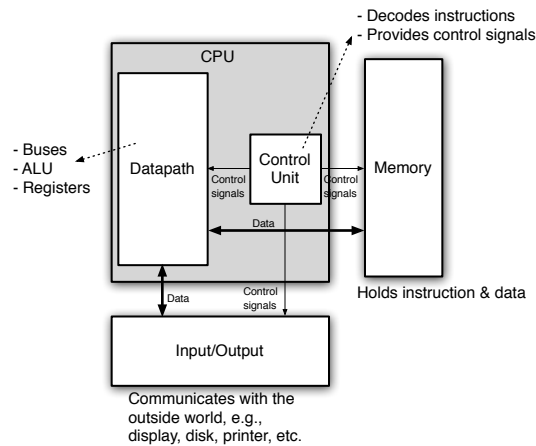 - Decodes instructions
- Provides control signals
CPU
- Buses
- ALU
- Registers
Datapath
Control
Unit
Memory
Control
signals
Control
signals
Data
Holds instruction & data
Data
Control
signals
Input/Output
Communicates with the
outside world, e.g.,
display, disk, printer, etc.